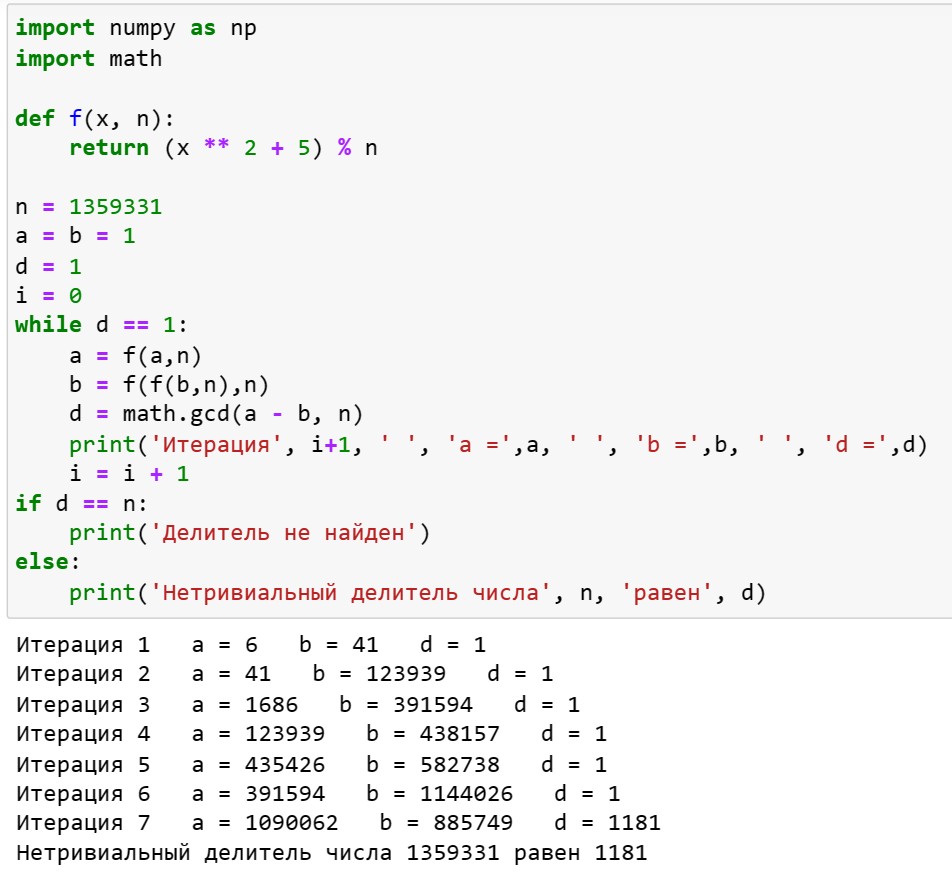 import numpy as np
import math
def f(x, n):
    return (x ** 2 + 5) % n
n = 1359331
a = b = 1
d = 1
i = 0
while d == 1:
    a = f(a,n)
    b = f(f(b,n),n)
    d = math.gcd(a - b, n)
    print('Итерация', i+1, ' ', 'a =',a, ' ', 'b =',b, ' ', 'd =',d)
    i = i + 1
if d == n:
    print('Делитель не найден')
else:
    print('Нетривиальный делитель числа', n, 'равен', d)
Итерация 1   a = 6   b = 41   d = 1
Итерация 2   a = 41   b = 123939   d = 1
Итерация 3   a = 1686   b = 391594   d = 1
Итерация 4   a = 123939   b = 438157   d = 1
Итерация 5   a = 435426   b = 582738   d = 1
Итерация 6   a = 391594   b = 1144026   d = 1
Итерация 7   a = 1090062   b = 885749   d = 1181
Нетривиальный делитель числа 1359331 равен 1181